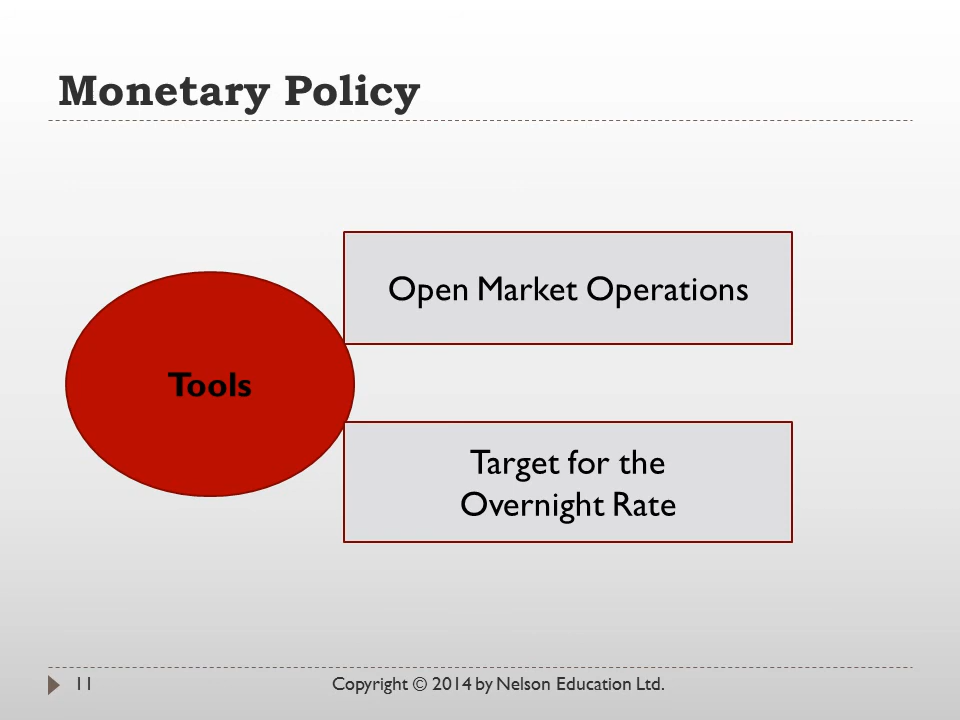 Monetary Policy
Open Market Operations
Tools
Target for the
Overnight Rate
11
Copyright © 2014 by Nelson Education Ltd.